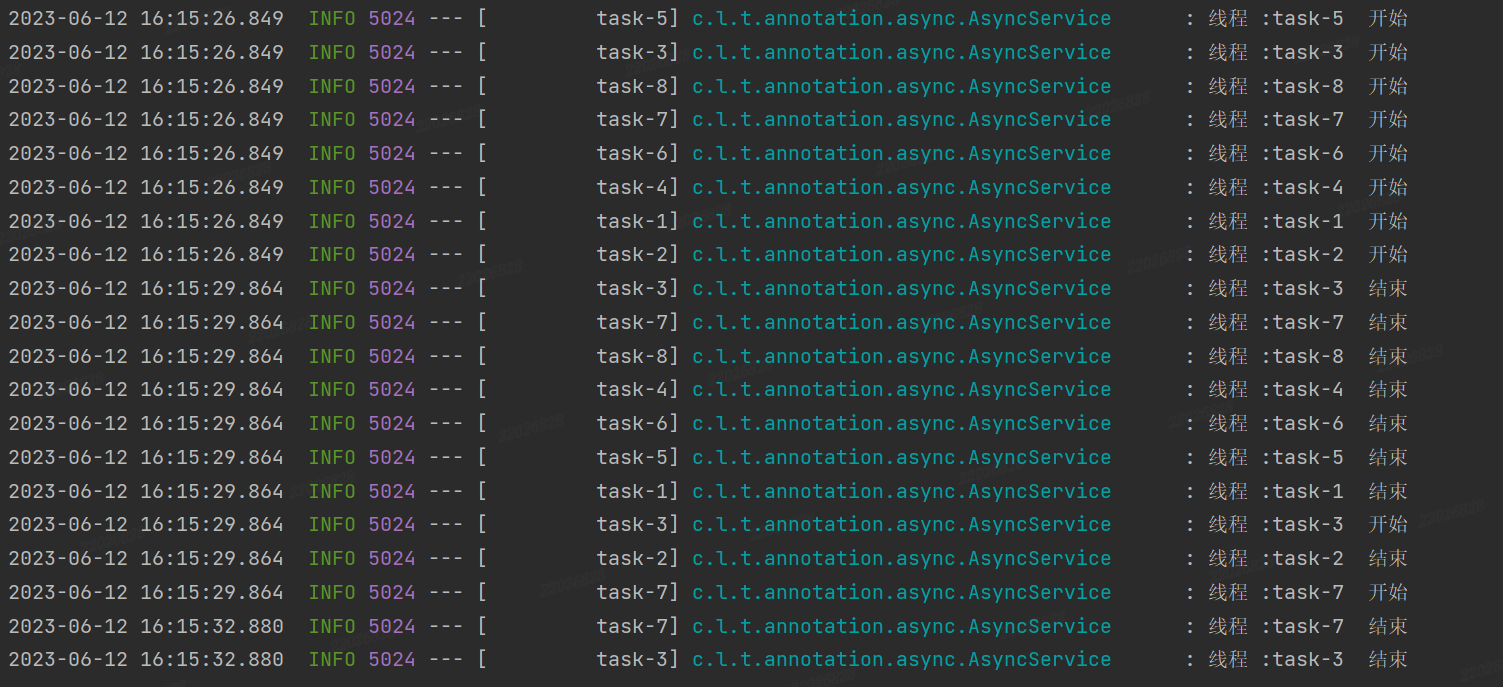 2023-06-12 16:15:26.849  INFO 5024 --- [         task-5] c.l.t.annotation.async.AsyncService      : 线程 :task-5  开始
2023-06-12 16:15:26.849  INFO 5024 --- [         task-3] c.l.t.annotation.async.AsyncService      : 线程 :task-3  开始
2023-06-12 16:15:26.849  INFO 5024 --- [         task-8] c.l.t.annotation.async.AsyncService      : 线程 :task-8  开始
2023-06-12 16:15:26.849  INFO 5024 --- [         task-7] c.l.t.annotation.async.AsyncService      : 线程 :task-7  开始
2023-06-12 16:15:26.849  INFO 5024 --- [         task-6] c.l.t.annotation.async.AsyncService      : 线程 :task-6  开始
2023-06-12 16:15:26.849  INFO 5024 --- [         task-4] c.l.t.annotation.async.AsyncService      : 线程 :task-4  开始
2023-06-12 16:15:26.849  INFO 5024 --- [         task-1] c.l.t.annotation.async.AsyncService      : 线程 :task-1  开始
2023-06-12 16:15:26.849  INFO 5024 --- [         task-2] c.l.t.annotation.async.AsyncService      : 线程 :task-2  开始
2023-06-12 16:15:29.864  INFO 5024 --- [         task-3] c.l.t.annotation.async.AsyncService      : 线程 :task-3  结束
2023-06-12 16:15:29.864  INFO 5024 --- [         task-7] c.l.t.annotation.async.AsyncService      : 线程 :task-7  结束
2023-06-12 16:15:29.864  INFO 5024 --- [         task-8] c.l.t.annotation.async.AsyncService      : 线程 :task-8  结束
2023-06-12 16:15:29.864  INFO 5024 --- [         task-4] c.l.t.annotation.async.AsyncService      : 线程 :task-4  结束
2023-06-12 16:15:29.864  INFO 5024 --- [         task-6] c.l.t.annotation.async.AsyncService      : 线程 :task-6  结束
2023-06-12 16:15:29.864  INFO 5024 --- [         task-5] c.l.t.annotation.async.AsyncService      : 线程 :task-5  结束
2023-06-12 16:15:29.864  INFO 5024 --- [         task-1] c.l.t.annotation.async.AsyncService      : 线程 :task-1  结束
2023-06-12 16:15:29.864  INFO 5024 --- [         task-3] c.l.t.annotation.async.AsyncService      : 线程 :task-3  开始
2023-06-12 16:15:29.864  INFO 5024 --- [         task-2] c.l.t.annotation.async.AsyncService      : 线程 :task-2  结束
2023-06-12 16:15:29.864  INFO 5024 --- [         task-7] c.l.t.annotation.async.AsyncService      : 线程 :task-7  开始
2023-06-12 16:15:32.880  INFO 5024 --- [         task-7] c.l.t.annotation.async.AsyncService      : 线程 :task-7  结束
2023-06-12 16:15:32.880  INFO 5024 --- [         task-3] c.l.t.annotation.async.AsyncService      : 线程 :task-3  结束